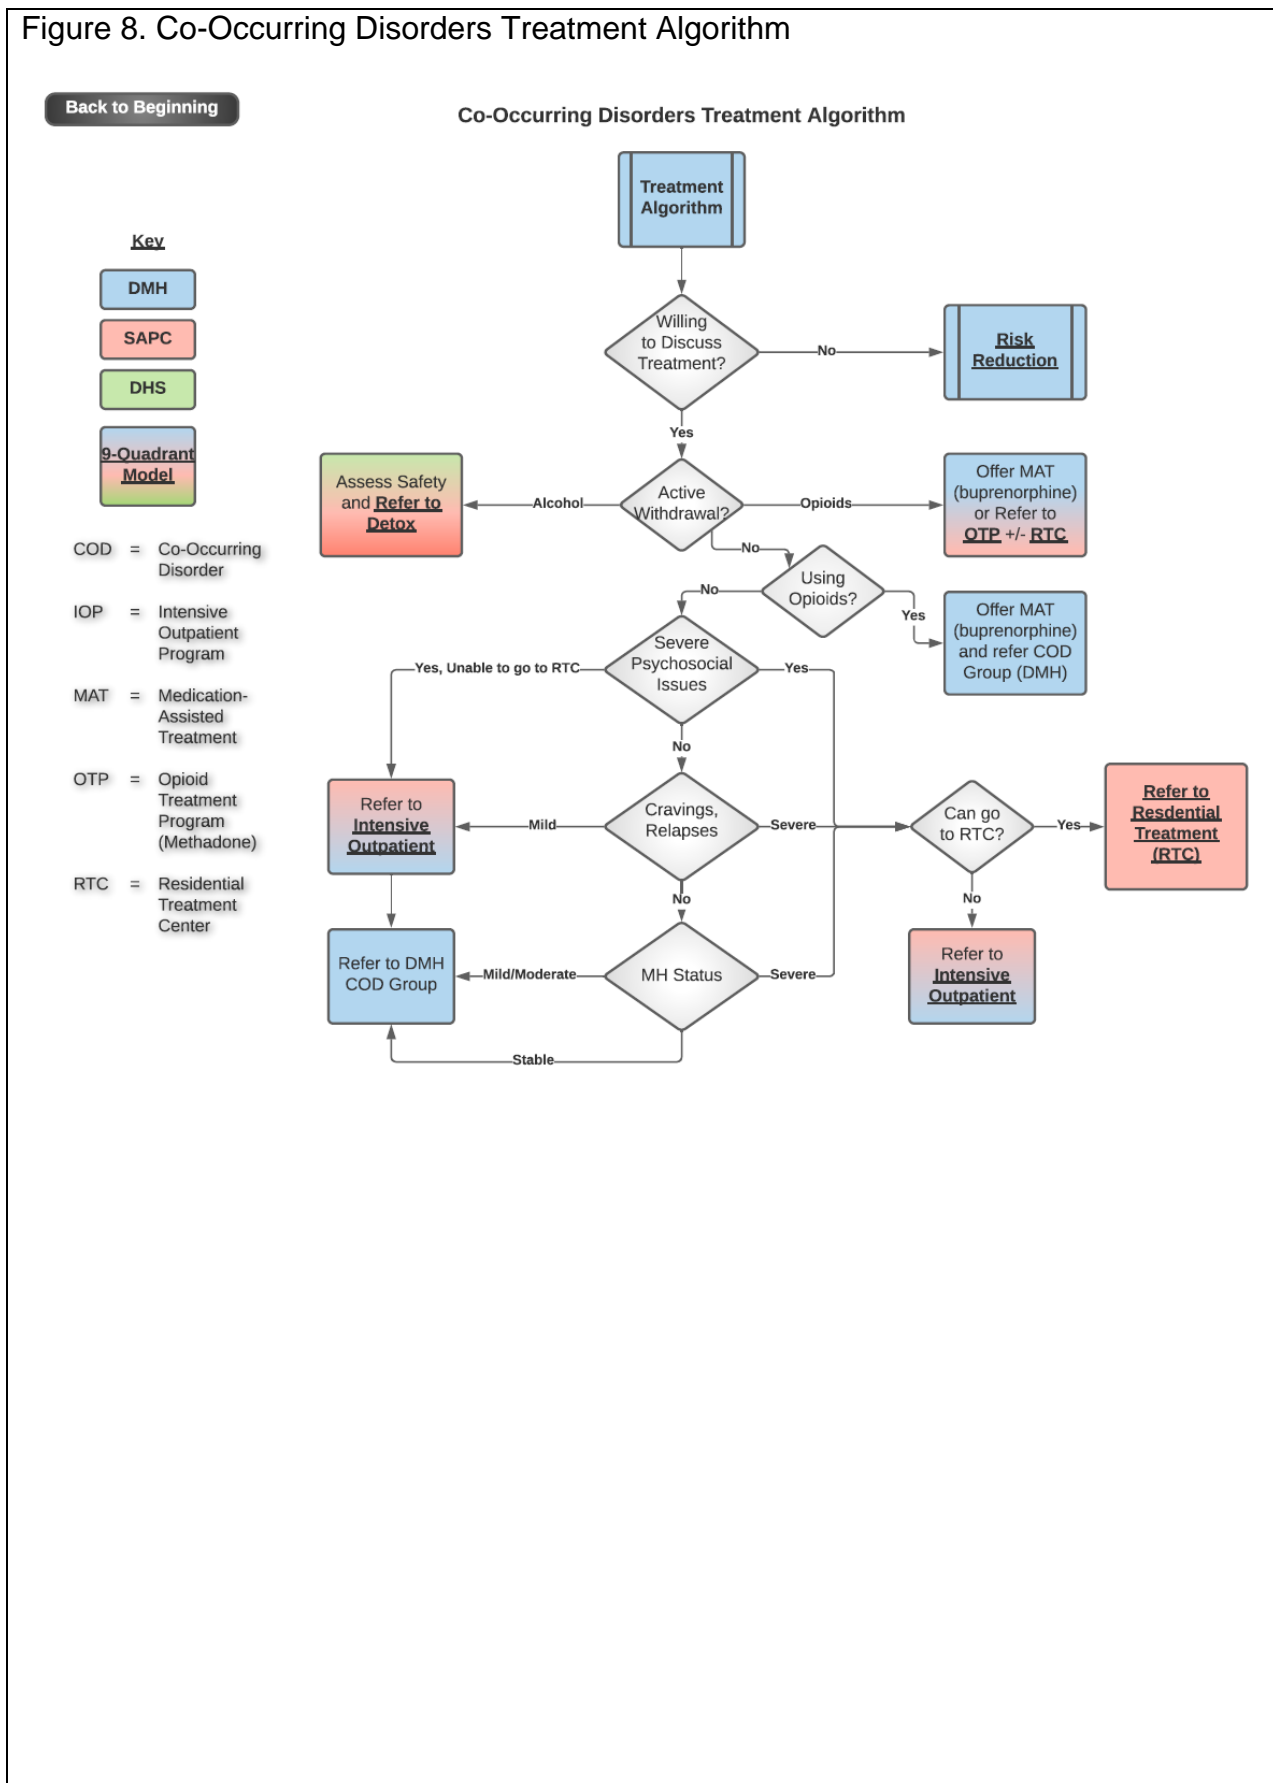 Figure 8. Co-Occurring Disorders Treatment Algorithm
Back to Beginning
Co-Occurring Disorders Treatment Algorithm
Key
DMH
SAPC
DHS
9-Quadrant
Model
COD = Co-Occurring
Disorder
IOP = Intensive
Outpatient
Program
MAT = Medication-
Assisted
Treatment
OTP = Opioid
Treatment
Program
(Methadone)
RTC = Residential
Treatment
Center
Treatment
Algorithm
Willing
to Discuss
Treatment?
No
Risk
Reduction
Yes
Active
Withdrawal?
Alcohol
Assess Safety
and Refer to
Detox
Opioids
Offer MAT
(buprenorphine)
or Refer to
OTP +/- RTC
No
Using
Opioids?
Yes
Offer MAT
(buprenorphine)
and refer COD
Group (DMH)
No
Severe
Psychosocial
Issues
Yes, Unable to go to RTC
Yes
No
Refer to
Intensive
Outpatient
Mild
Cravings,
Relapses
Severe
Can go
to RTC?
Yes
Refer to
Resdential
Treatment
(RTC)
No
No
Refer to DMH
COD Group
Mild/Moderate
MH Status
Severe
Refer to
Intensive
Outpatient
Stable